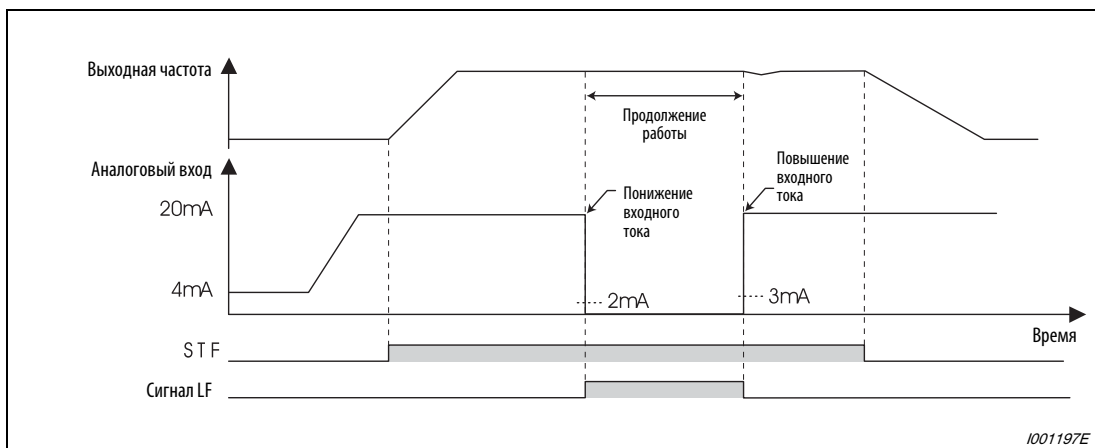 Выходная частота
Продолжение
работы
Аналоговый вход
20mA
4mA
Понижение
входного
тока
Повышение
входного
тока
2mA
3mA
Время
STF
Сигнал LF
I001197E